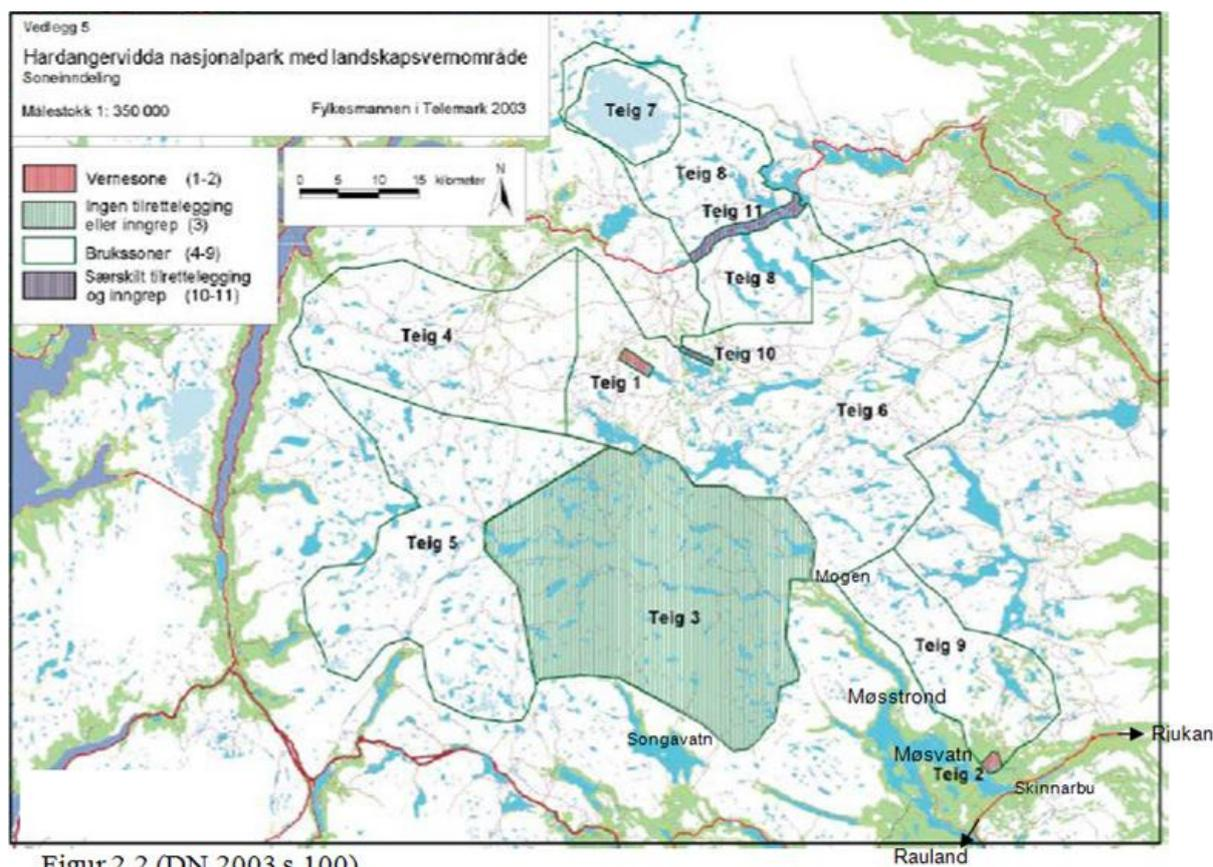 Vedlegg 5
Hardangervidda nasjonalpark med landskapsvernområde
Soneinndeling
Målestokk 1: 350 000 Fylkesmannen i Telemark 2003
Vernesone (1-2)
Ingen tilrettelegging
eller inngrep (3)
Brukssoner (4-9)
Særskilt tilrettelegging
og inngrep (10-11)
0 5 10 15 kilometer
N
Teig 7
Teig 8
Teig 11
Teig 8
Teig 4
Teig 10
Teig 1
Teig 6
Teig 5
Mogen
Teig 3
Teig 9
Møsstrond
Songavatn
Rjukan
Møsvatn
Teig 2
Skinnarbu
Rauland
Figur 2.2 (DN 2003 s.100)